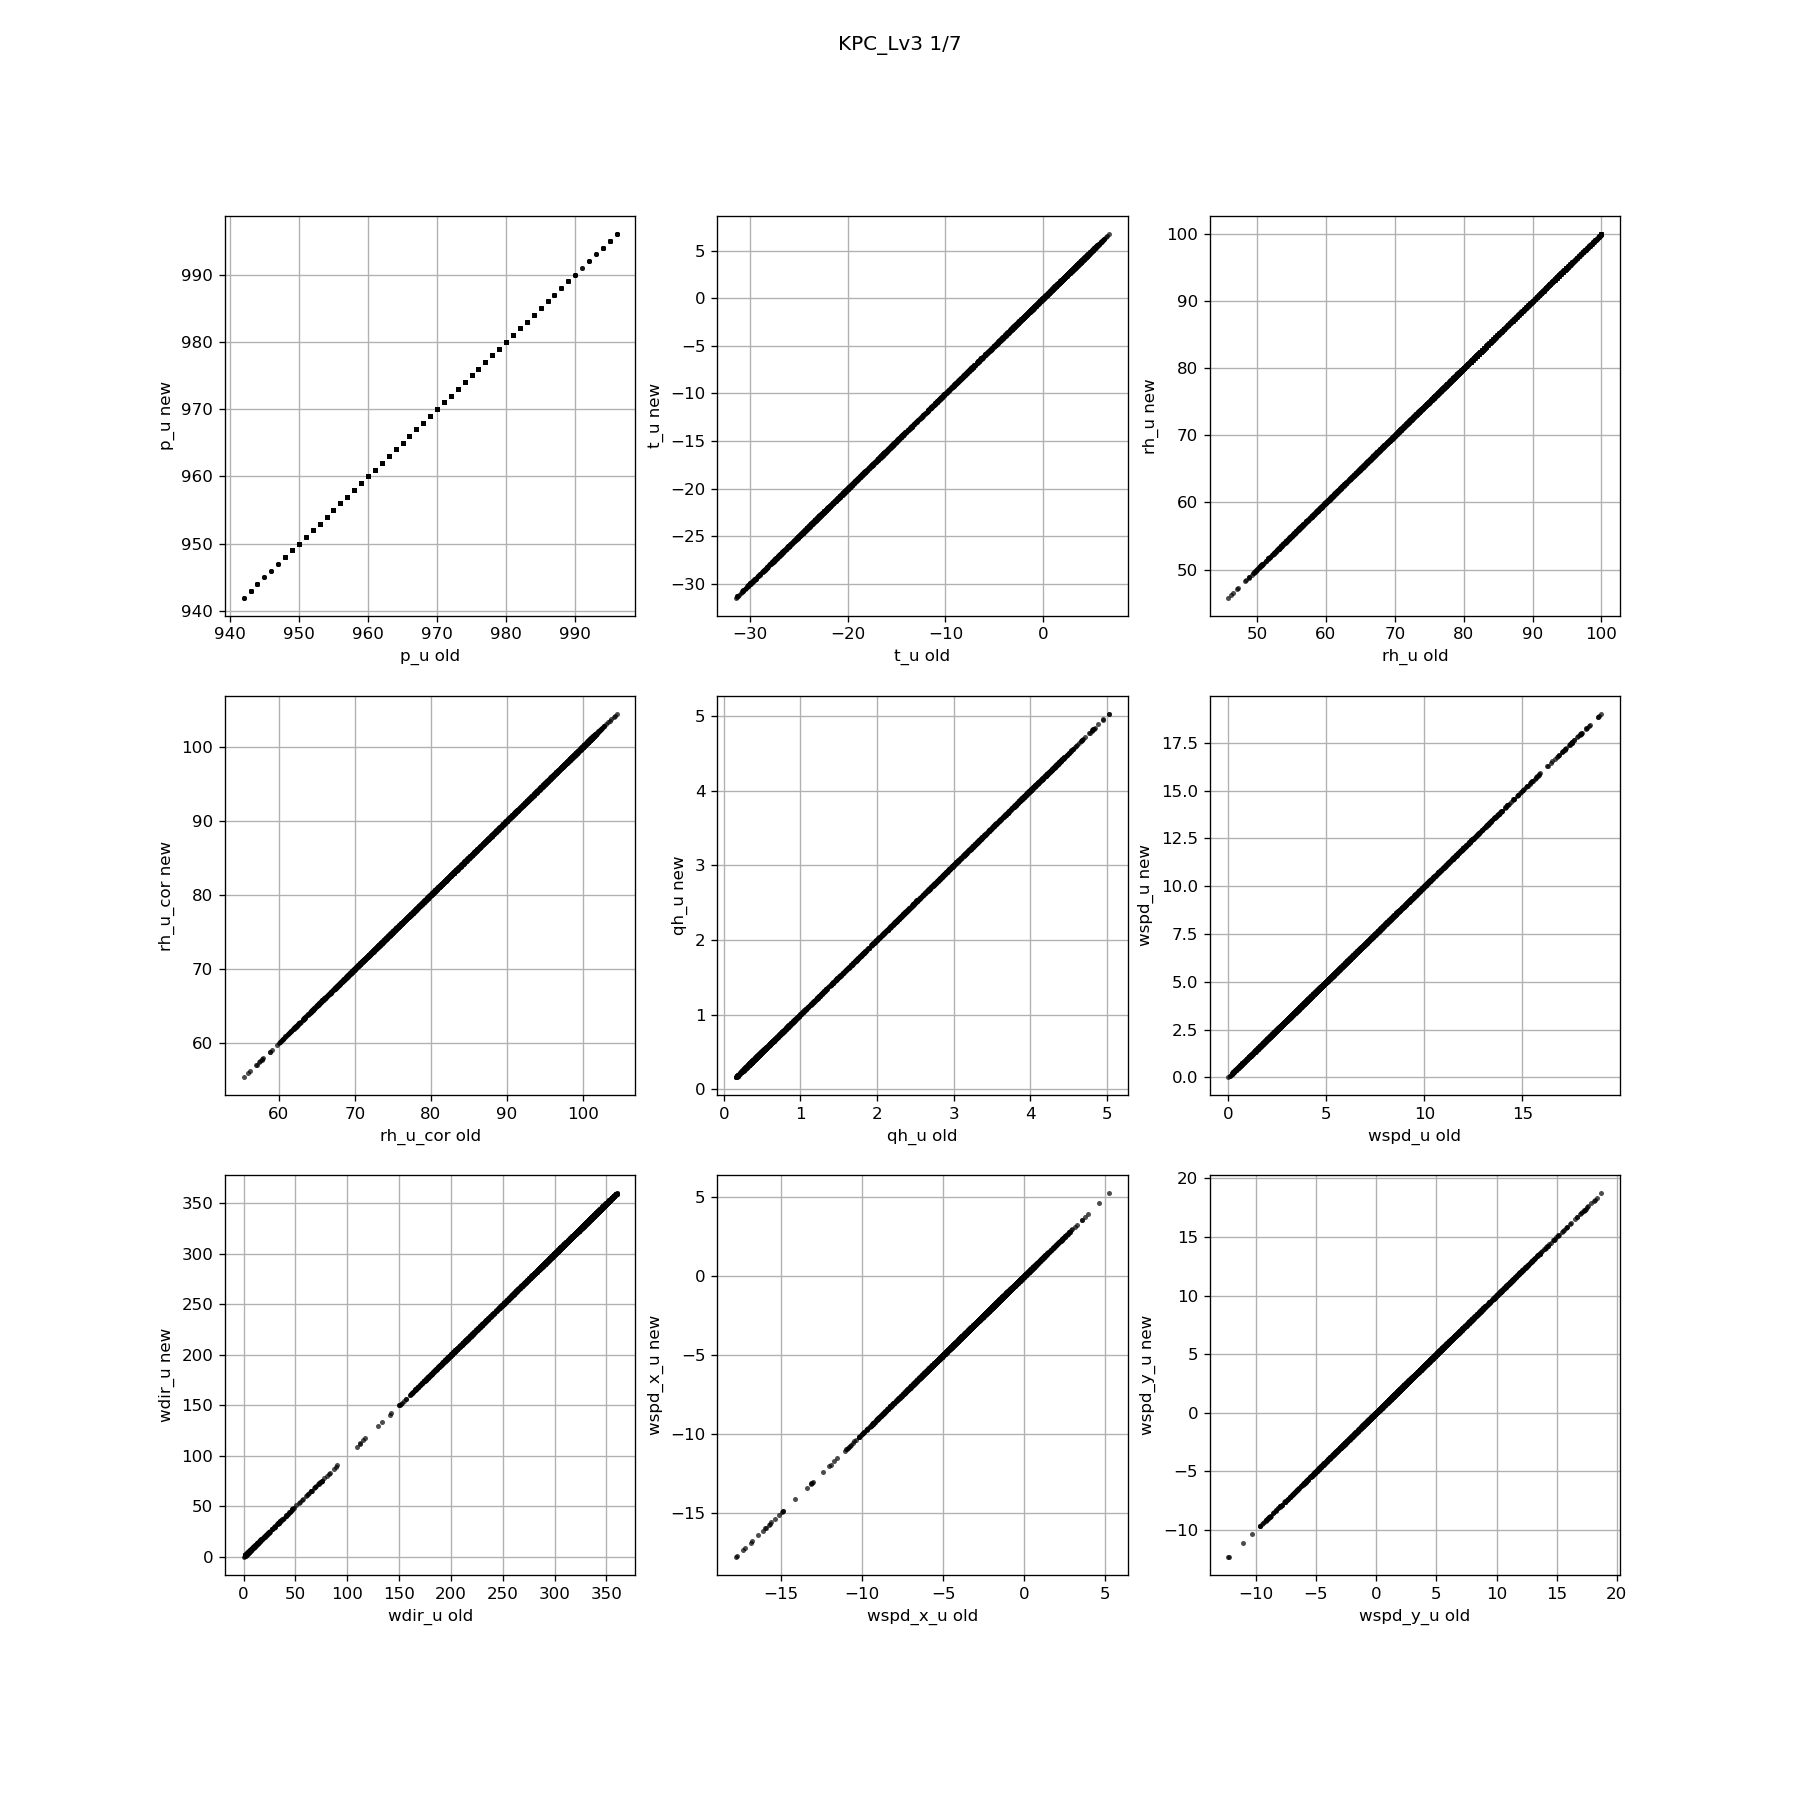 KPC_Lv3 1/7
990
980
970
960
950
940
p_u new
940 950 960 970 980 990
p_u old
5
0
−5
−10
−15
−20
−25
−30
t_u new
−30 −20 −10 0
t_u old
100
90
80
70
60
50
rh_u new
50 60 70 80 90 100
rh_u old
100
90
80
70
60
rh_u_cor new
60 70 80 90 100
rh_u_cor old
5
4
3
2
1
0
qh_u new
0 1 2 3 4 5
qh_u old
17.5
15.0
12.5
10.0
7.5
5.0
2.5
0.0
wspd_u new
0 5 10 15
wspd_u old
350
300
250
200
150
100
50
0
wdir_u new
0 50 100 150 200 250 300 350
wdir_u old
5
0
−5
−10
−15
wspd_x_u new
−15 −10 −5 0 5
wspd_x_u old
20
15
10
5
0
−5
−10
wspd_y_u new
−10 −5 0 5 10 15 20
wspd_y_u old